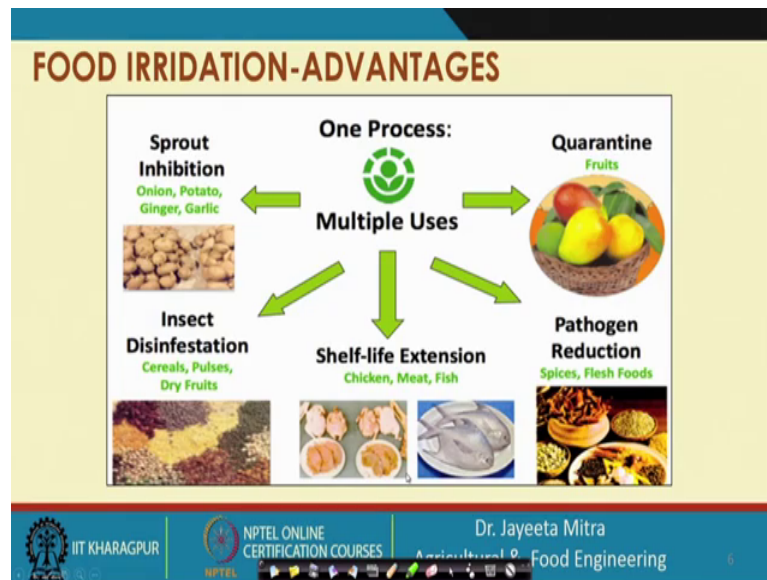 FOOD IRRIDATION-ADVANTAGES
One Process:
Multiple Uses
Sprout
Inhibition
Onion, Potato,
Ginger, Garlic
Quarantine
Fruits
Insect
Disinfestation
Cereals, Pulses,
Dry Fruits
Shelf-life Extension
Chicken, Meat, Fish
Pathogen
Reduction
Spices, Flesh Foods
IIT KHARAGPUR
NPTEL
NPTEL ONLINE
CERTIFICATION COURSES
Dr. Jayeeta Mitra
Agricultural & Food Engineering
6